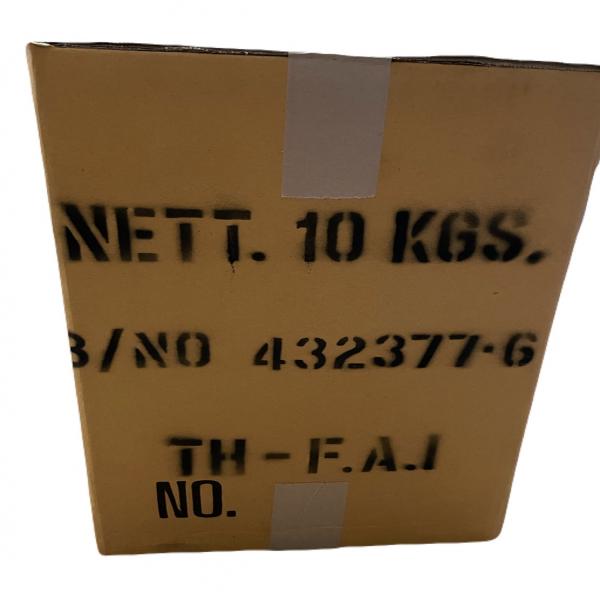 NETT. 10 KGS.
B/NO 432377-6
TH-F.A.I
NO.